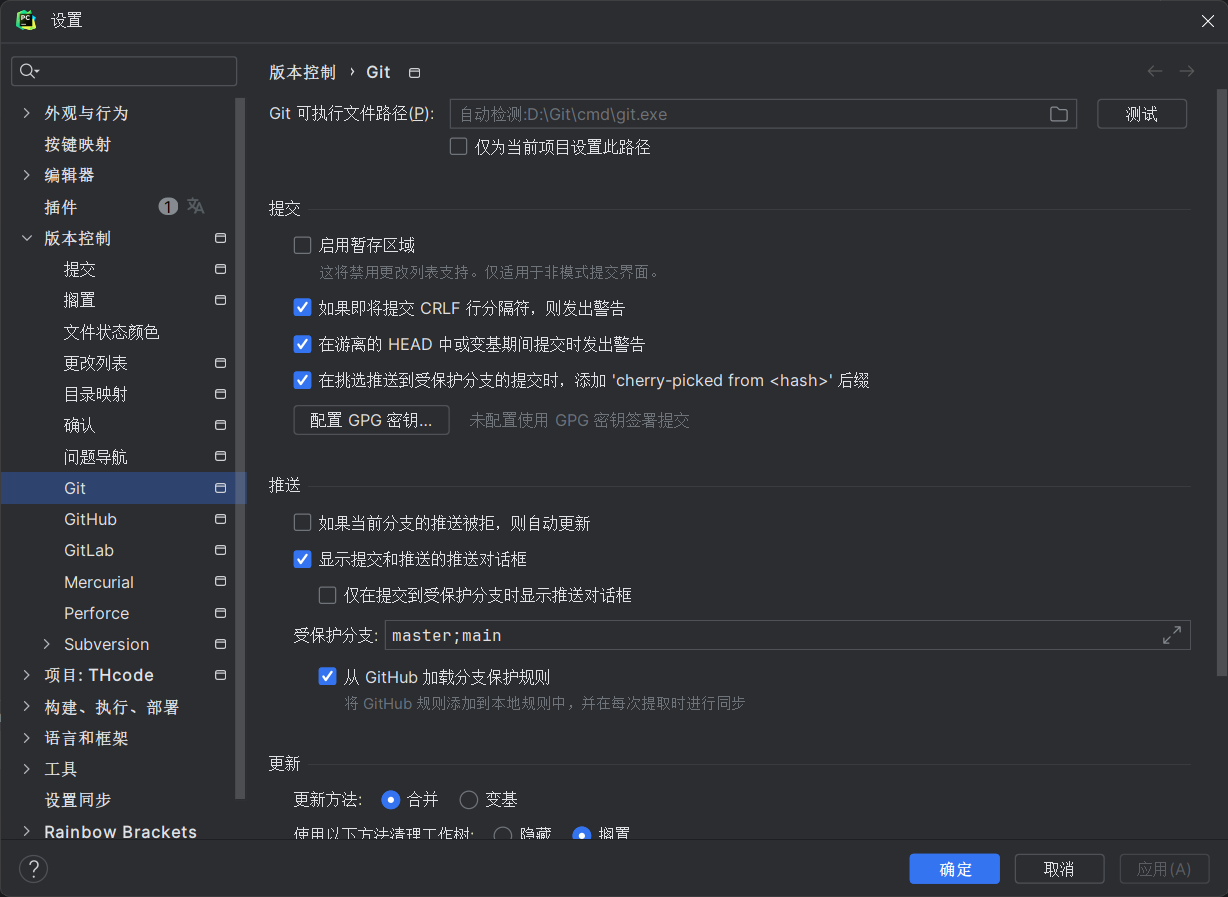 PC
设置
版本控制 › Git
外观与行为
按键映射
编辑器
插件 1
版本控制
提交
搁置
文件状态颜色
更改列表
目录映射
确认
问题导航
Git
GitHub
GitLab
Mercurial
Perforce
Subversion
项目: THcode
构建、执行、部署
语言和框架
工具
设置同步
Rainbow Brackets
Git 可执行文件路径(P): 自动检测:D:\Git\cmd\git.exe 测试
仅为当前项目设置此路径
提交
启用暂存区域
这将禁用更改列表支持。仅适用于非模式提交界面。
如果即将提交 CRLF 行分隔符，则发出警告
在游离的 HEAD 中或变基期间提交时发出警告
在挑选推送到受保护分支的提交时，添加 'cherry-picked from <hash>' 后缀
配置 GPG 密钥... 未配置使用 GPG 密钥签署提交
推送
如果当前分支的推送被拒，则自动更新
显示提交和推送的推送对话框
仅在提交到受保护分支时显示推送对话框
受保护分支: master;main
从 GitHub 加载分支保护规则
将 GitHub 规则添加到本地规则中，并在每次提取时进行同步
更新
更新方法: 合并 变基
使用以下方法清理工作树: 隐藏 搁置
? 确定 取消 应用(A)